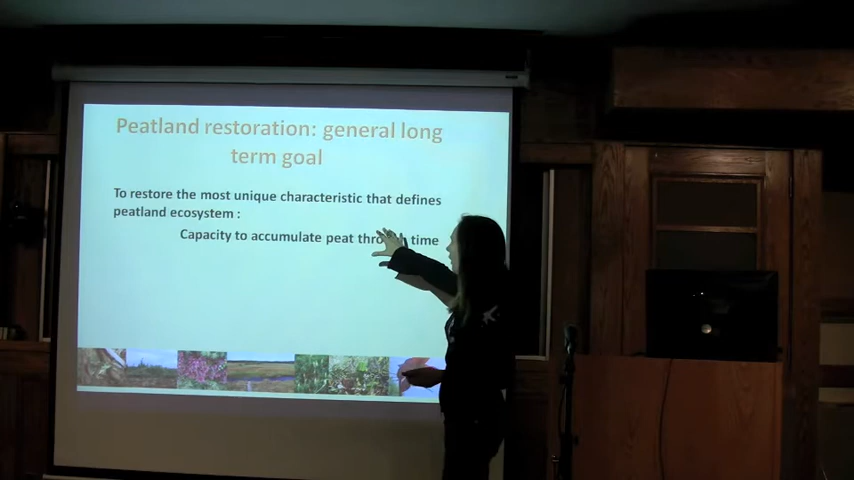 Peatland restoration: general long
term goal
To restore the most unique characteristic that defines
peatland ecosystem :
Capacity to accumulate peat through time